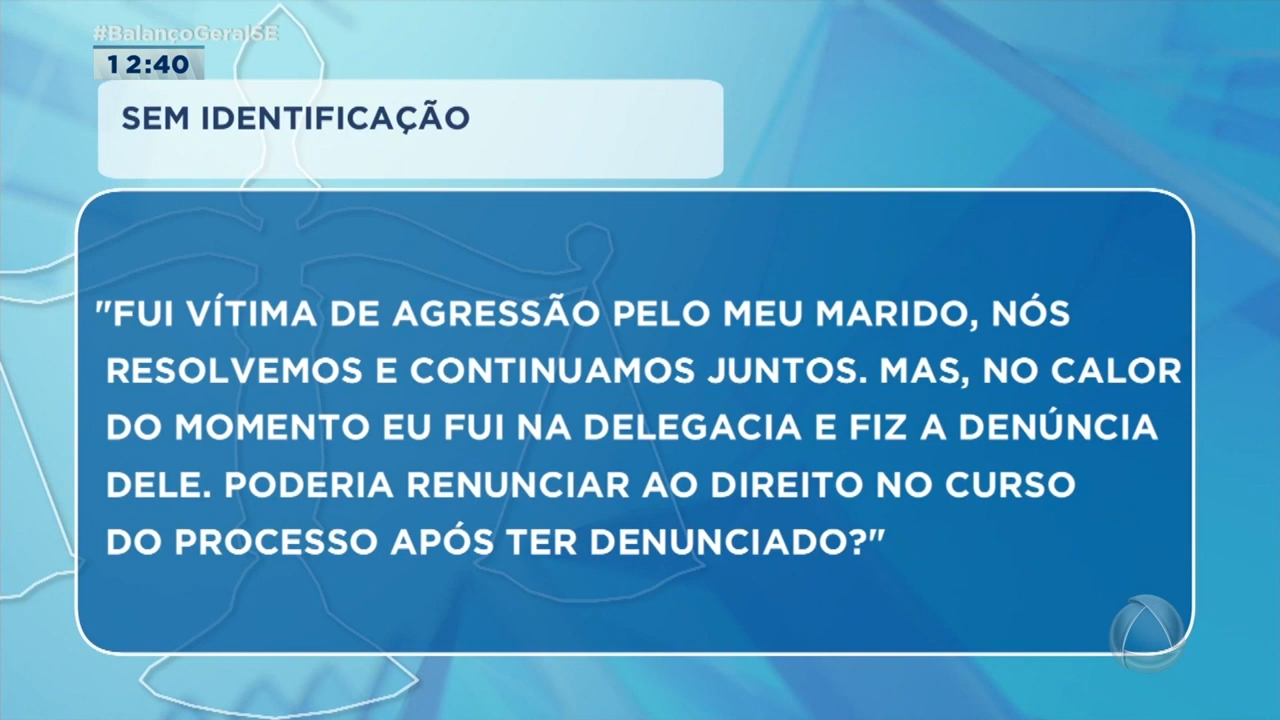 #BalançoGeralSE
12:40
SEM IDENTIFICAÇÃO
"FUI VÍTIMA DE AGRESSÃO PELO MEU MARIDO, NÓS
RESOLVEMOS E CONTINUAMOS JUNTOS. MAS, NO CALOR
DO MOMENTO EU FUI NA DELEGACIA E FIZ A DENÚNCIA
DELE. PODERIA RENUNCIAR AO DIREITO NO CURSO
DO PROCESSO APÓS TER DENUNCIADO?"